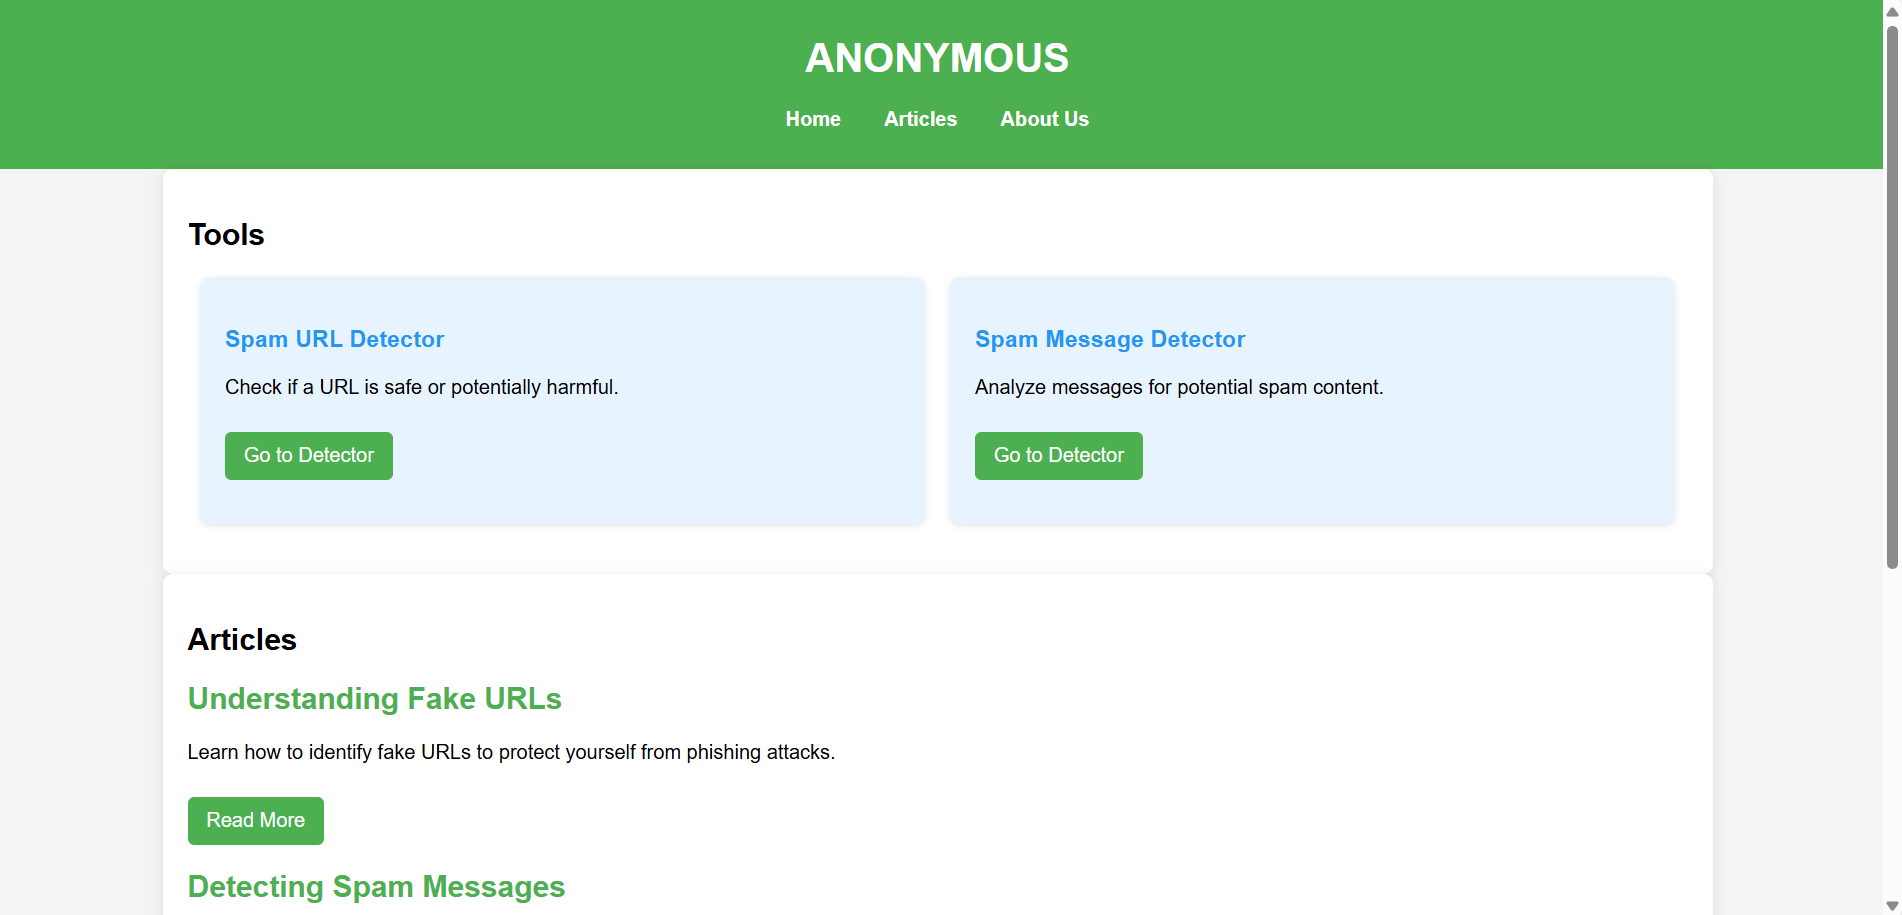 ANONYMOUS
Home Articles About Us
Tools
Spam URL Detector
Check if a URL is safe or potentially harmful.
Go to Detector
Spam Message Detector
Analyze messages for potential spam content.
Go to Detector
Articles
Understanding Fake URLs
Learn how to identify fake URLs to protect yourself from phishing attacks.
Read More
Detecting Spam Messages